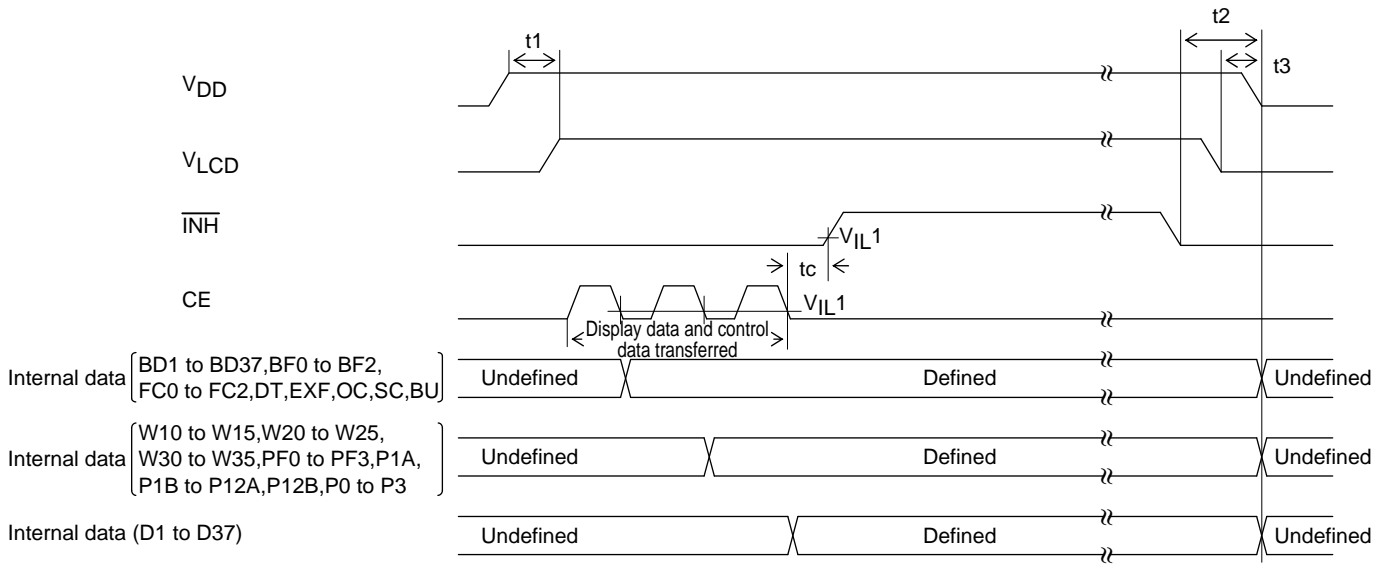 t1
t2
t3
VDD
VLCD
INH
VIL1
tc
CE
VIL1
Display data and control
data transferred
Internal data
BD1 to BD37,BF0 to BF2,
FC0 to FC2,DT,EXF,OC,SC,BU
Undefined
Defined
Undefined
Internal data
W10 to W15,W20 to W25,
W30 to W35,PF0 to PF3,P1A,
P1B to P12A,P12B,P0 to P3
Undefined
Defined
Undefined
Internal data (D1 to D37)
Undefined
Defined
Undefined